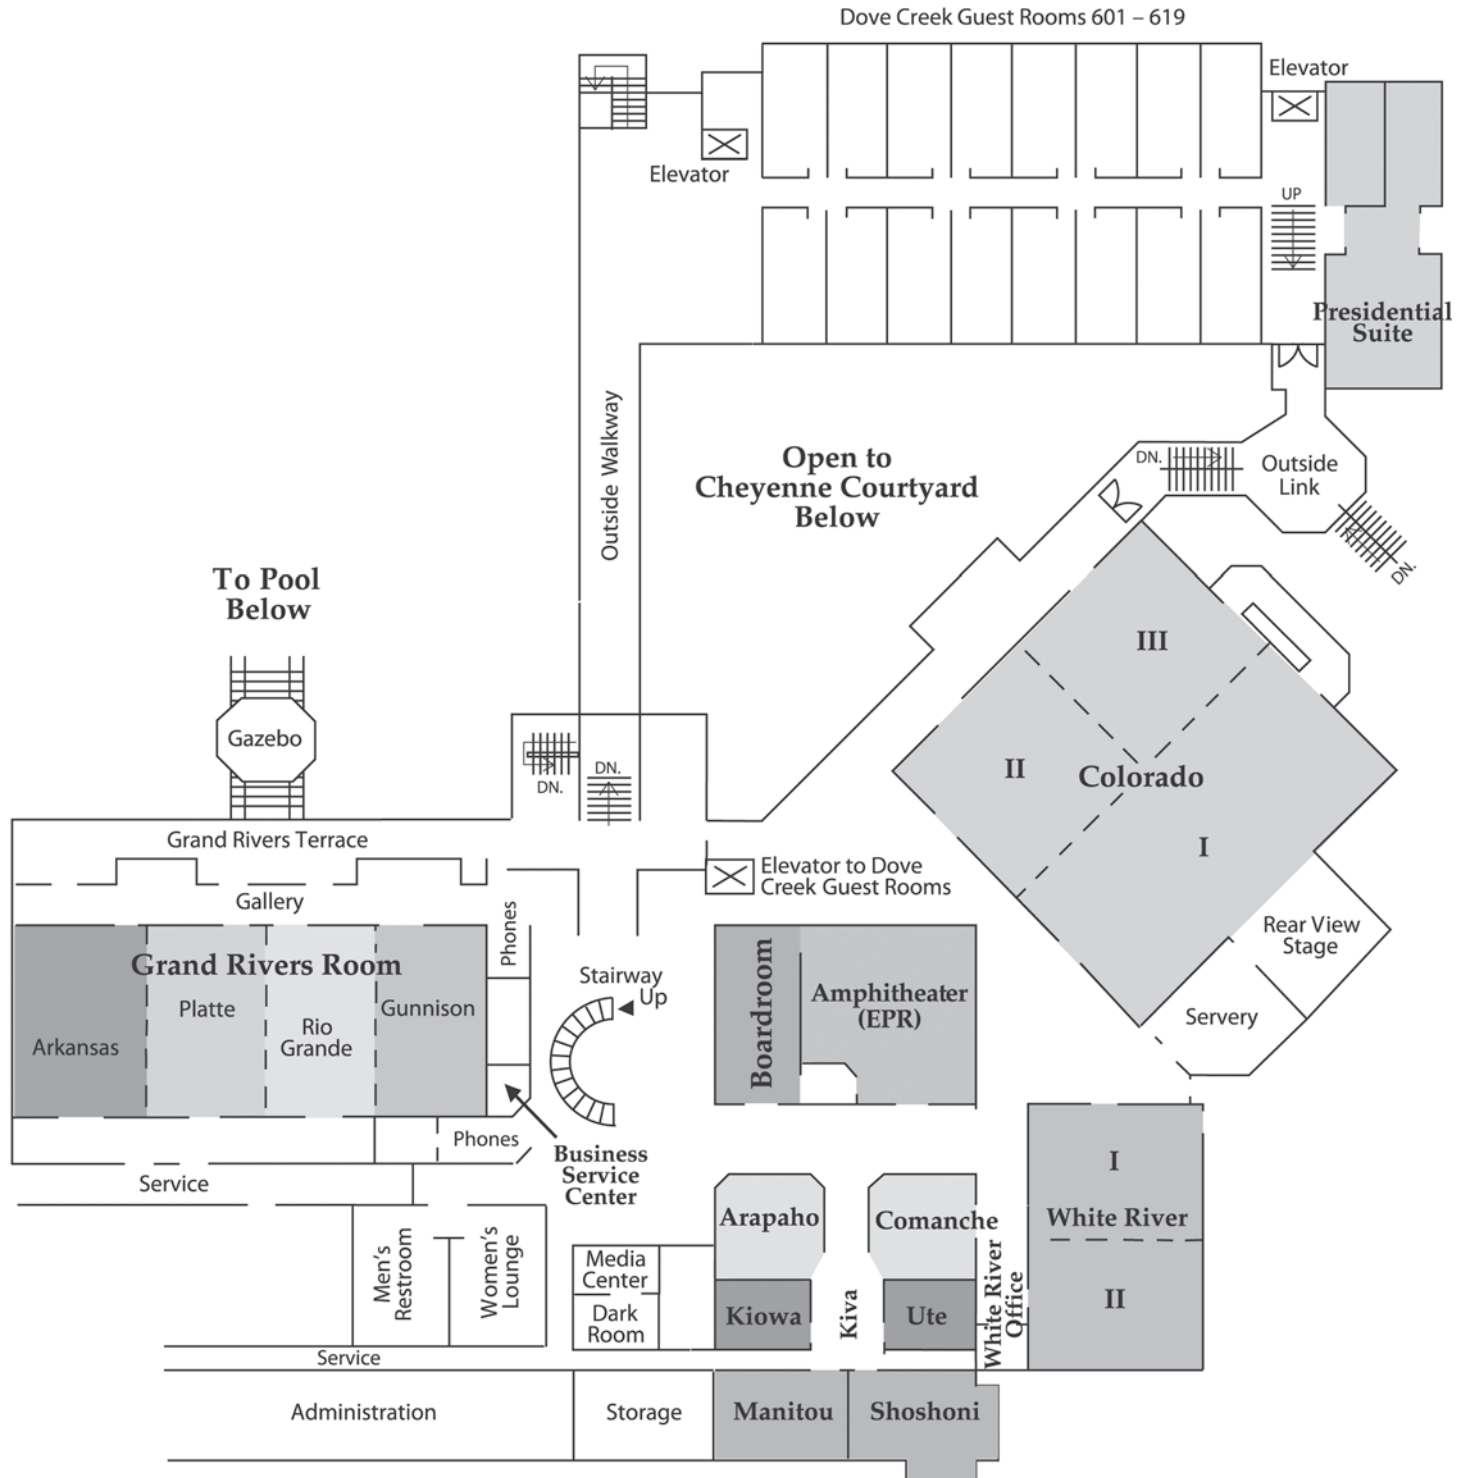 Dove Creek Guest Rooms 601 – 619
Elevator
Elevator
UP
Presidential
Suite
Outside Walkway
Open to
Cheyenne Courtyard
Below
DN.
Outside
Link
DN.
To Pool
Below
Gazebo
III
II
Colorado
I
DN.
DN.
Grand Rivers Terrace
Elevator to Dove
Creek Guest Rooms
Gallery
Phones
Rear View
Stage
Servery
Grand Rivers Room
Arkansas
Platte
Rio
Grande
Gunnison
Stairway
Up
Boardroom
Amphitheater
(EPR)
Phones
Business
Service
Center
Service
I
White River
II
Arapaho
Comanche
Men's
Restroom
Women's
Lounge
Media
Center
Dark
Room
Kiowa
Kiva
Ute
White River
Office
Service
Administration
Storage
Manitou
Shoshoni